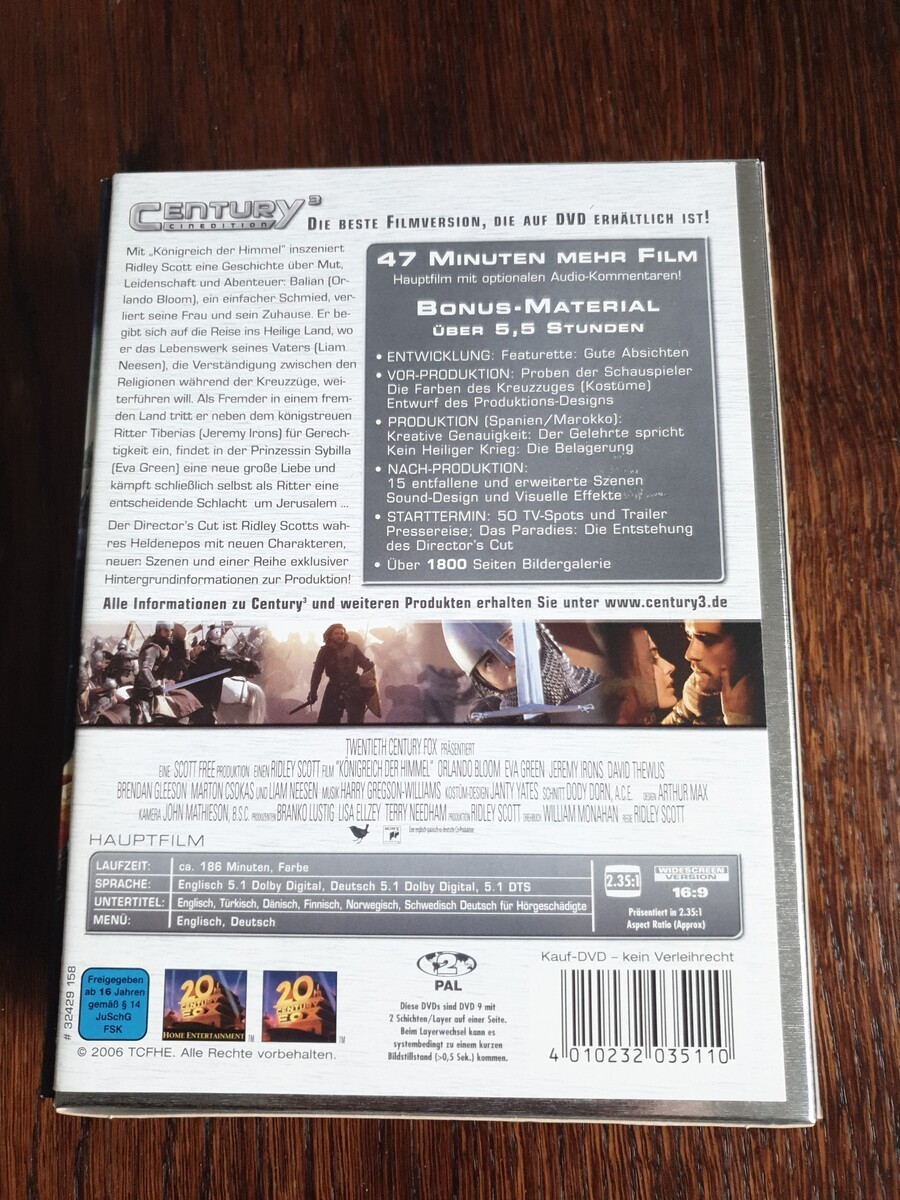 CENTURY³
CINEDITION
DIE BESTE FILMVERSION, DIE AUF DVD ERHÄLTLICH IST!
Mit „Königreich der Himmel" inszeniert
Ridley Scott eine Geschichte über Mut,
Leidenschaft und Abenteuer: Balian (Or-
lando Bloom), ein einfacher Schmied, ver-
liert seine Frau und sein Zuhause. Er be-
gibt sich auf die Reise ins Heilige Land, wo
er das Lebenswerk seines Vaters (Liam
Neesen), die Verständigung zwischen den
Religionen während der Kreuzzüge, wei-
terführen will. Als Fremder in einem frem-
den Land tritt er neben dem königstreuen
Ritter Tiberias (Jeremy Irons) für Gerech-
tigkeit ein, findet in der Prinzessin Sybilla
(Eva Green) eine neue große Liebe und
kämpft schließlich selbst als Ritter eine
entscheidende Schlacht um Jerusalem ...
Der Director's Cut ist Ridley Scotts wah-
res Heldenepos mit neuen Charakteren,
neuen Szenen und einer Reihe exklusiver
Hintergrundinformationen zur Produktion!
47 MINUTEN MEHR FILM
Hauptfilm mit optionalen Audio-Kommentaren!
BONUS-MATERIAL
ÜBER 5,5 STUNDEN
• ENTWICKLUNG: Featurette: Gute Absichten
• VOR-PRODUKTION: Proben der Schauspieler
Die Farben des Kreuzzuges (Kostüme)
Entwurf des Produktions-Designs
• PRODUKTION (Spanien/Marokko):
Kreative Genauigkeit: Der Gelehrte spricht
Kein Heiliger Krieg: Die Belagerung
• NACH-PRODUKTION:
15 entfallene und erweiterte Szenen
Sound-Design und Visuelle Effekte
• STARTTERMIN: 50 TV-Spots und Trailer
Pressereise; Das Paradies: Die Entstehung
des Director's Cut
• Über 1800 Seiten Bildergalerie
Alle Informationen zu Century³ und weiteren Produkten erhalten Sie unter www.century3.de
TWENTIETH CENTURY FOX PRÄSENTIERT
EINE SCOTT FREE PRODUKTION EINEN RIDLEY SCOTT FILM "KÖNIGREICH DER HIMMEL" ORLANDO BLOOM EVA GREEN JEREMY IRONS DAVID THEWLIS
BRENDAN GLEESON MARTON CSOKAS UND LIAM NEESEN MUSIK HARRY GREGSON-WILLIAMS KOSTÜM-DESIGN JANTY YATES SCHNITT DODY DORN, A.C.E. DESIGN ARTHUR MAX
KAMERA JOHN MATHIESON, B.S.C. PRODUZENTEN BRANKO LUSTIG LISA ELLZEY TERRY NEEDHAM PRODUKTION RIDLEY SCOTT DREHBUCH WILLIAM MONAHAN REGIE RIDLEY SCOTT
HAUPTFILM
LAUFZEIT: ca. 186 Minuten, Farbe
SPRACHE: Englisch 5.1 Dolby Digital, Deutsch 5.1 Dolby Digital, 5.1 DTS
UNTERTITEL: Englisch, Türkisch, Dänisch, Finnisch, Norwegisch, Schwedisch Deutsch für Hörgeschädigte
MENÜ: Englisch, Deutsch
2.35:1
WIDESCREEN
VERSION
16:9
Präsentiert in 2.35:1
Aspect Ratio (Approx)
# 32429 158
Freigegeben
ab 16 Jahren
gemäß § 14
JuSchG
FSK
20th
CENTURY
FOX
HOME ENTERTAINMENT
TM
20th
CENTURY
FOX
TM
© 2006 TCFHE. Alle Rechte vorbehalten.
2
PAL
Diese DVDs sind DVD 9 mit
2 Schichten/Layer auf einer Seite.
Beim Layerwechsel kann es
systembedingt zu einem kurzen
Bildstillstand (>0,5 Sek.) kommen.
Kauf-DVD – kein Verleihrecht
4 010232 035110